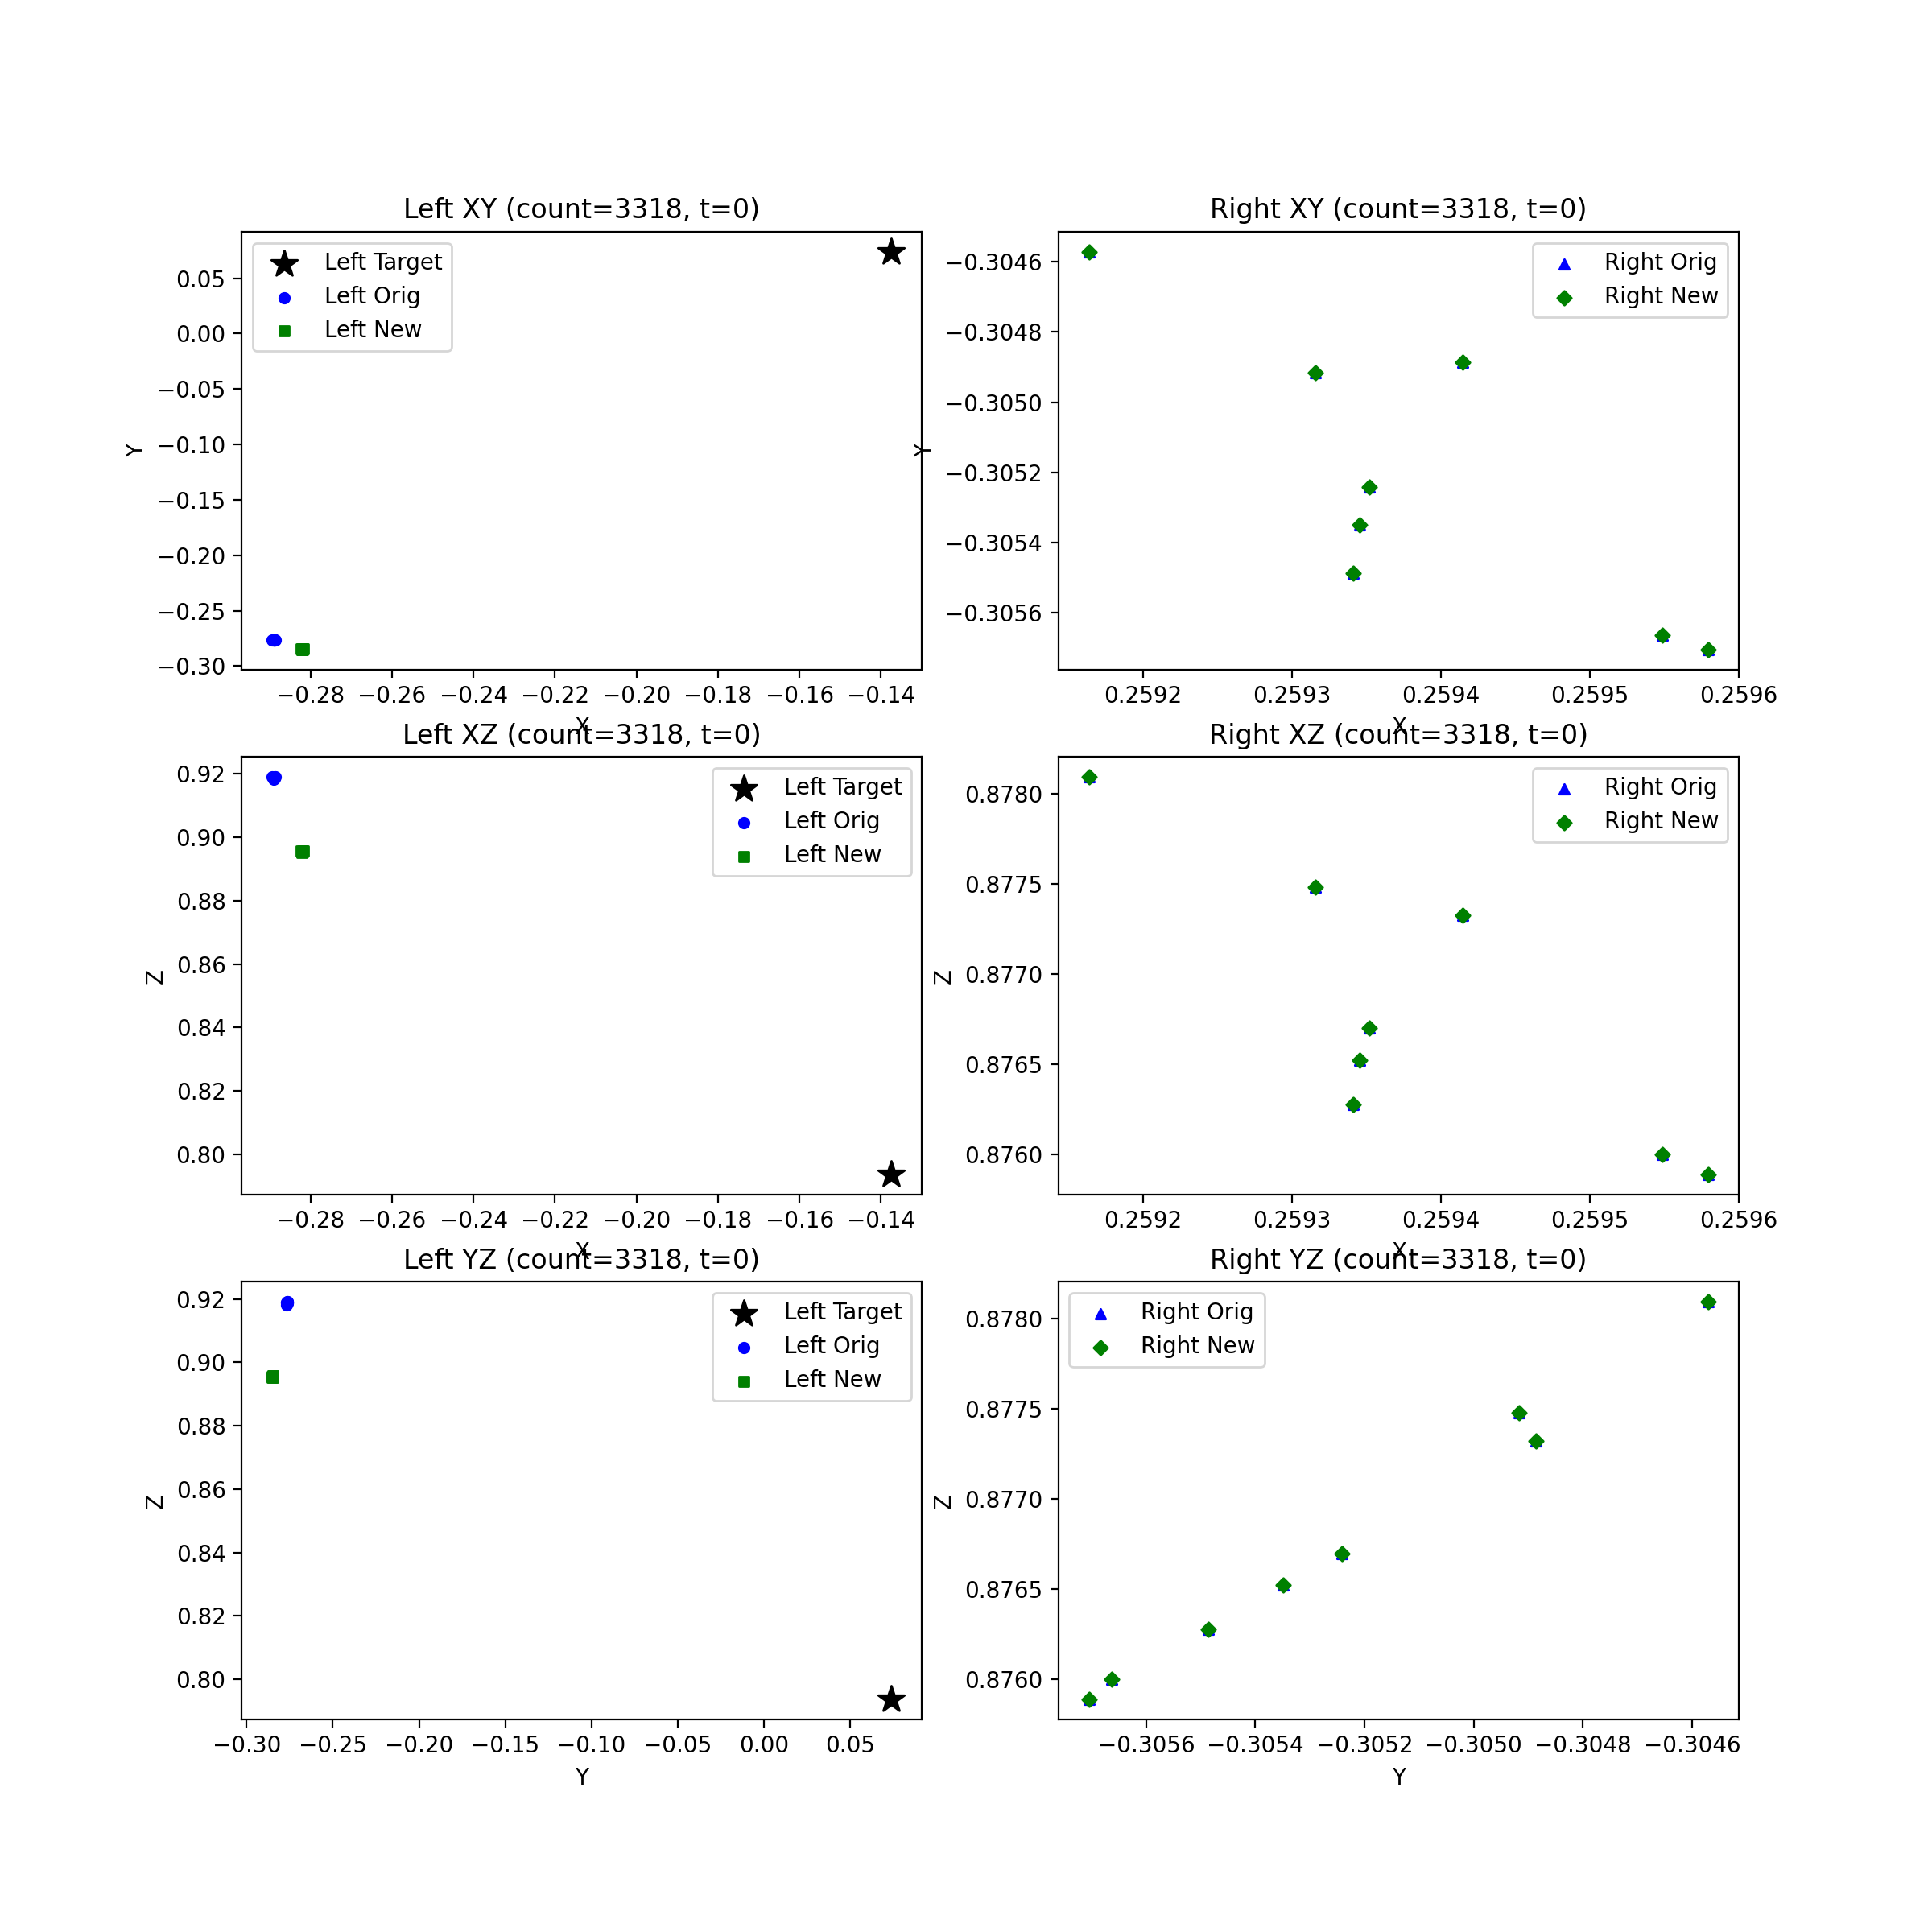 Left XY (count=3318, t=0)
Left Target
Left Orig
Left New
0.05
0.00
−0.05
−0.10
−0.15
−0.20
−0.25
−0.30
Y
−0.28 −0.26 −0.24 −0.22 −0.20 −0.18 −0.16 −0.14
X
Right XY (count=3318, t=0)
Right Orig
Right New
−0.3046
−0.3048
−0.3050
−0.3052
−0.3054
−0.3056
Y
0.2592 0.2593 0.2594 0.2595 0.2596
X
Left XZ (count=3318, t=0)
Left Target
Left Orig
Left New
0.92
0.90
0.88
0.86
0.84
0.82
0.80
Z
−0.28 −0.26 −0.24 −0.22 −0.20 −0.18 −0.16 −0.14
X
Right XZ (count=3318, t=0)
Right Orig
Right New
0.8780
0.8775
0.8770
0.8765
0.8760
Z
0.2592 0.2593 0.2594 0.2595 0.2596
X
Left YZ (count=3318, t=0)
Left Target
Left Orig
Left New
0.92
0.90
0.88
0.86
0.84
0.82
0.80
Z
−0.30 −0.25 −0.20 −0.15 −0.10 −0.05 0.00 0.05
Y
Right YZ (count=3318, t=0)
Right Orig
Right New
0.8780
0.8775
0.8770
0.8765
0.8760
Z
−0.3056 −0.3054 −0.3052 −0.3050 −0.3048 −0.3046
Y